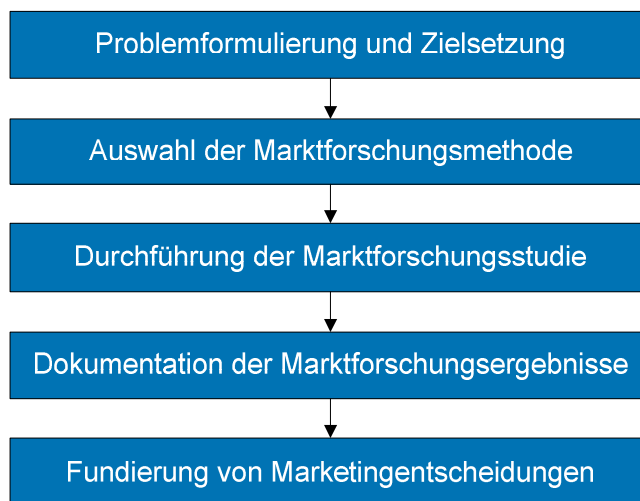 Problemformulierung und Zielsetzung
Auswahl der Marktforschungsmethode
Durchführung der Marktforschungsstudie
Dokumentation der Marktforschungsergebnisse
Fundierung von Marketingentscheidungen